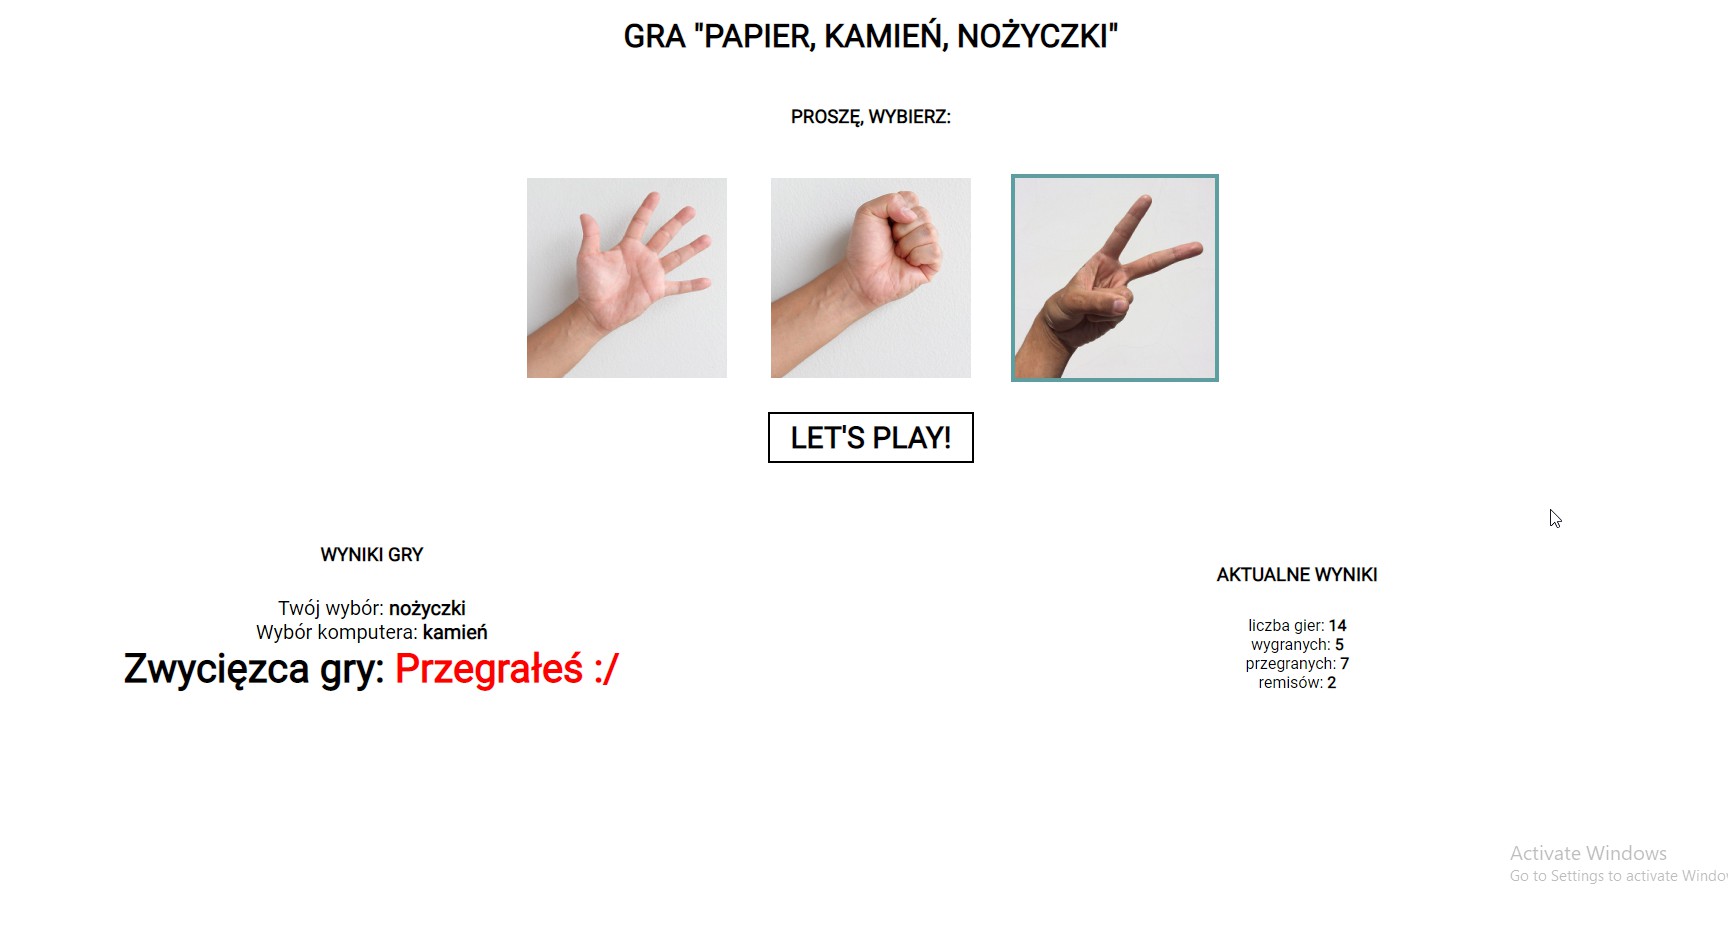 GRA "PAPIER, KAMIEŃ, NOŻYCZKI"
PROSZĘ, WYBIERZ:
LET'S PLAY!
WYNIKI GRY
Twój wybór: nożyczki
Wybór komputera: kamień
Zwycięzca gry: Przegrałeś :/
AKTUALNE WYNIKI
liczba gier: 14
wygranych: 5
przegranych: 7
remisów: 2
Activate Windows
Go to Settings to activate Windo